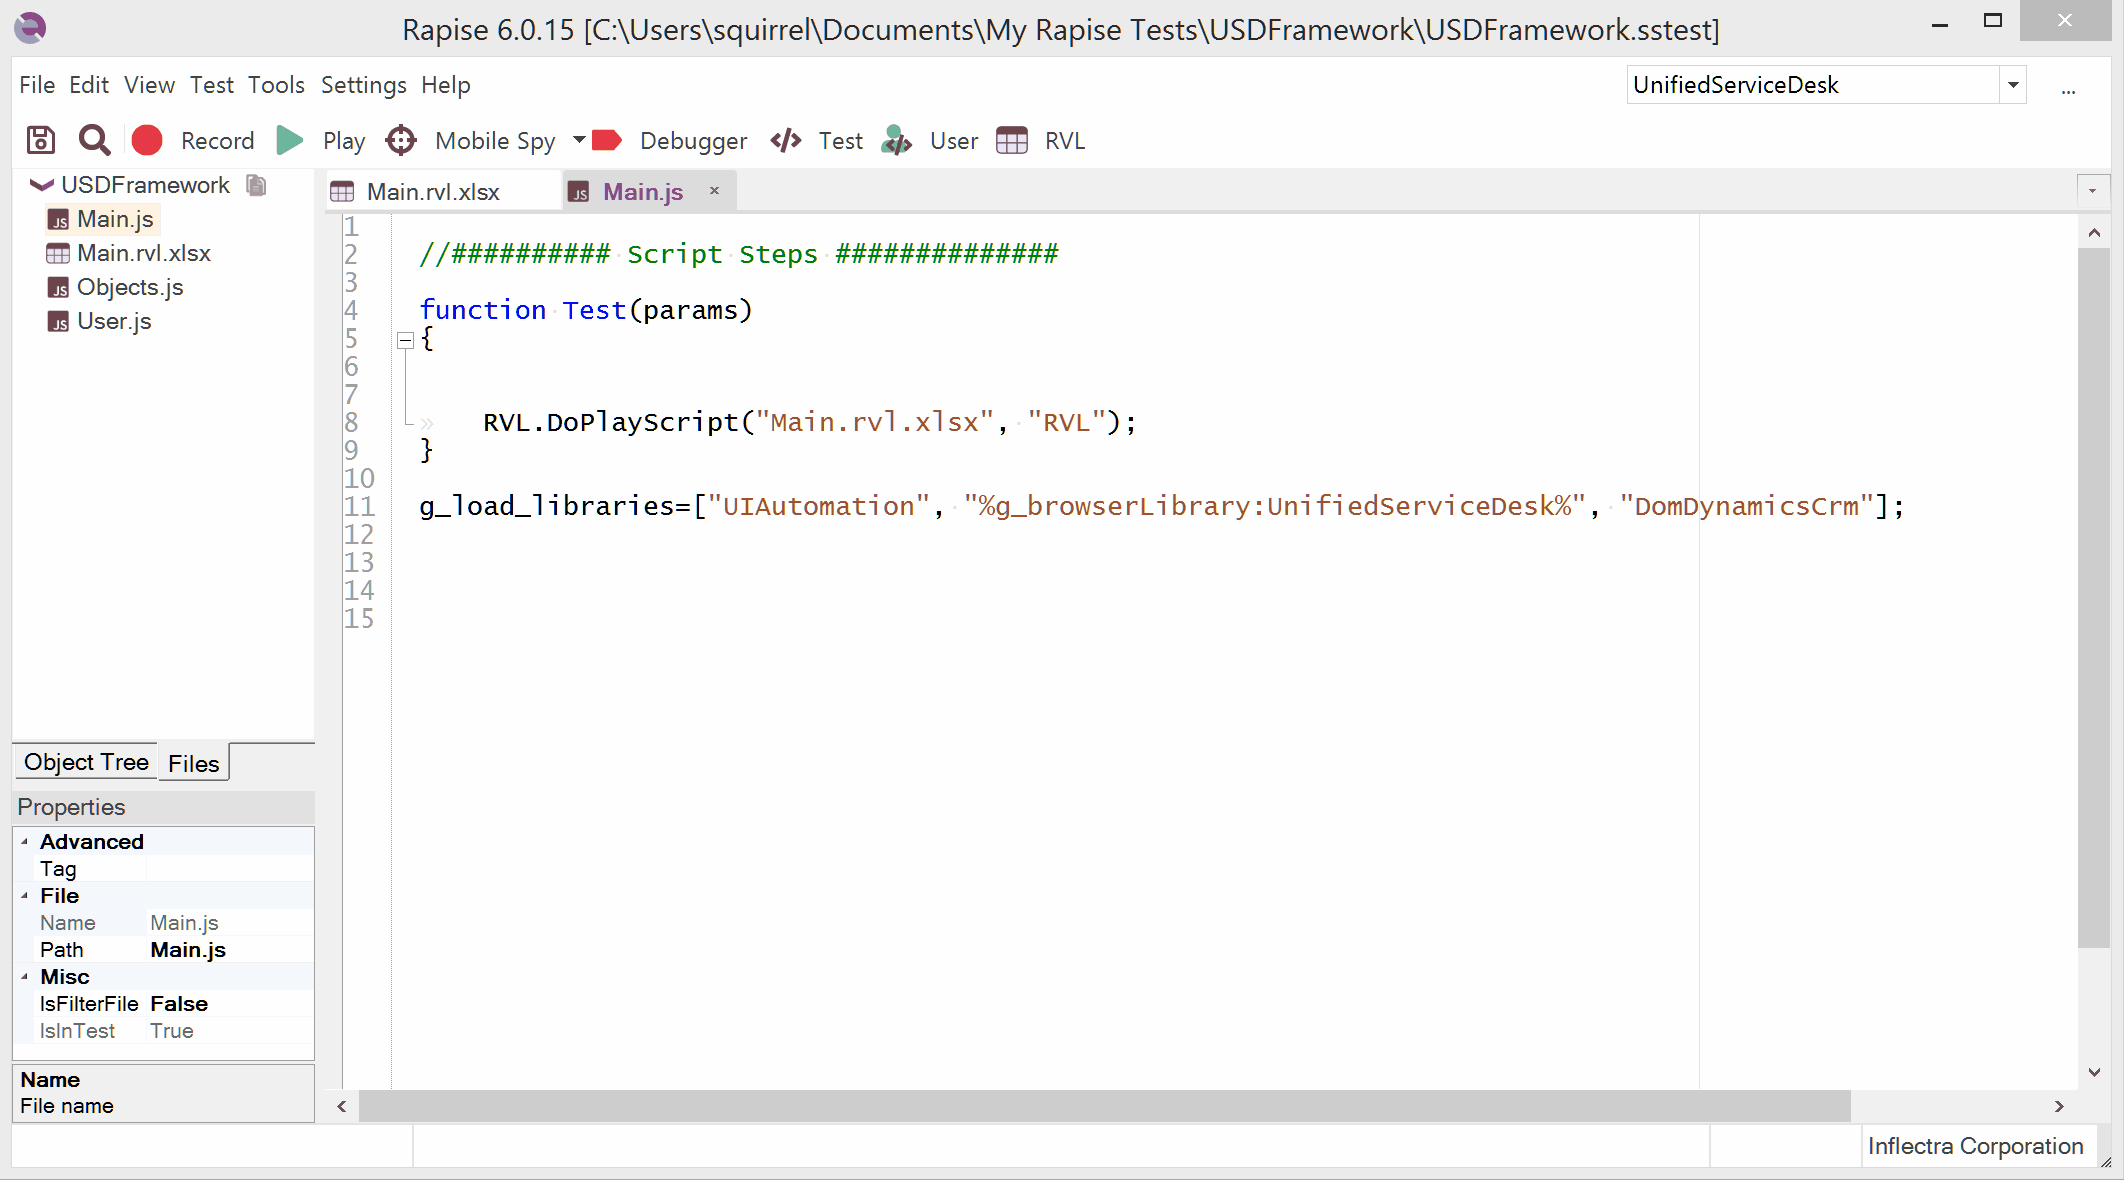 Rapise 6.0.15 [C:\Users\squirrel\Documents\My Rapise Tests\USDFramework\USDFramework.sstest]
File Edit View Test Tools Settings Help
UnifiedServiceDesk ...
Record Play Mobile Spy Debugger Test User RVL
USDFramework
Main.js
Main.rvl.xlsx
Objects.js
User.js
Main.rvl.xlsx Main.js
1
2 //########## Script Steps ##############
3
4 function Test(params)
5 {
6
7
8 RVL.DoPlayScript("Main.rvl.xlsx", "RVL");
9 }
10
11 g_load_libraries=["UIAutomation", "%g_browserLibrary:UnifiedServiceDesk%", "DomDynamicsCrm"];
12
13
14
15
Object Tree Files
Properties
Advanced
Tag
File
Name Main.js
Path Main.js
Misc
IsFilterFile False
IsInTest True
Name
File name
Inflectra Corporation